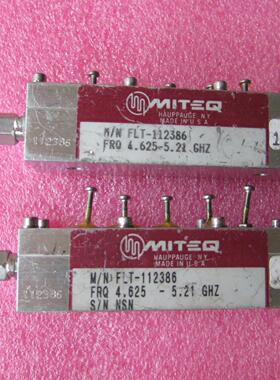 MITEQ
HAUPPAUGE N.Y.
MADE IN U.S.A.
112386
M/N FLT-112386
FRQ 4.625-5.21 GHZ
1
MITEQ
HAUPPAUGE N.Y.
MADE IN U.S.A.
112386
M/N FLT-112386
FRQ 4.625 - 5.21 GHZ
S/N NSN